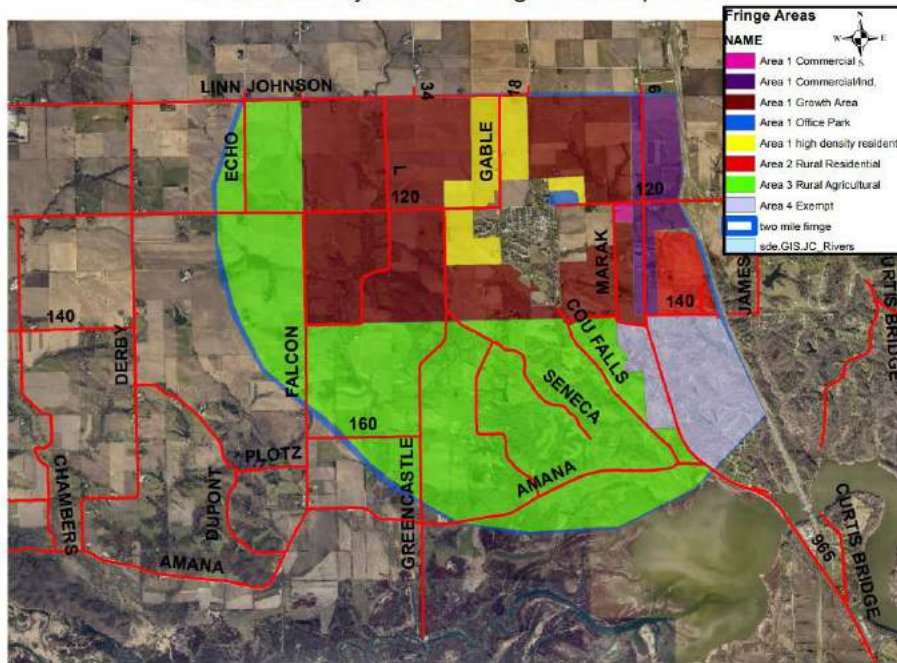 Fringe Areas
NAME
N
W E
S
Area 1 Commercial
Area 1 Commercial/Ind.
Area 1 Growth Area
Area 1 Office Park
Area 1 high density resident
Area 2 Rural Residential
Area 3 Rural Agricultural
Area 4 Exempt
two mile firnge
sde.GIS.JC_Rivers
LINN JOHNSON
34
ECHO
GABLE
L
120
120
MARAK
JAMES
140
140
DERBY
FALCON
COU FALLS
CURTIS BRIDGE
SENECA
160
PLOTZ
GREENCASTLE
AMANA
CHAMBERS
DUPONT
AMANA
965
CURTIS BRIDGE